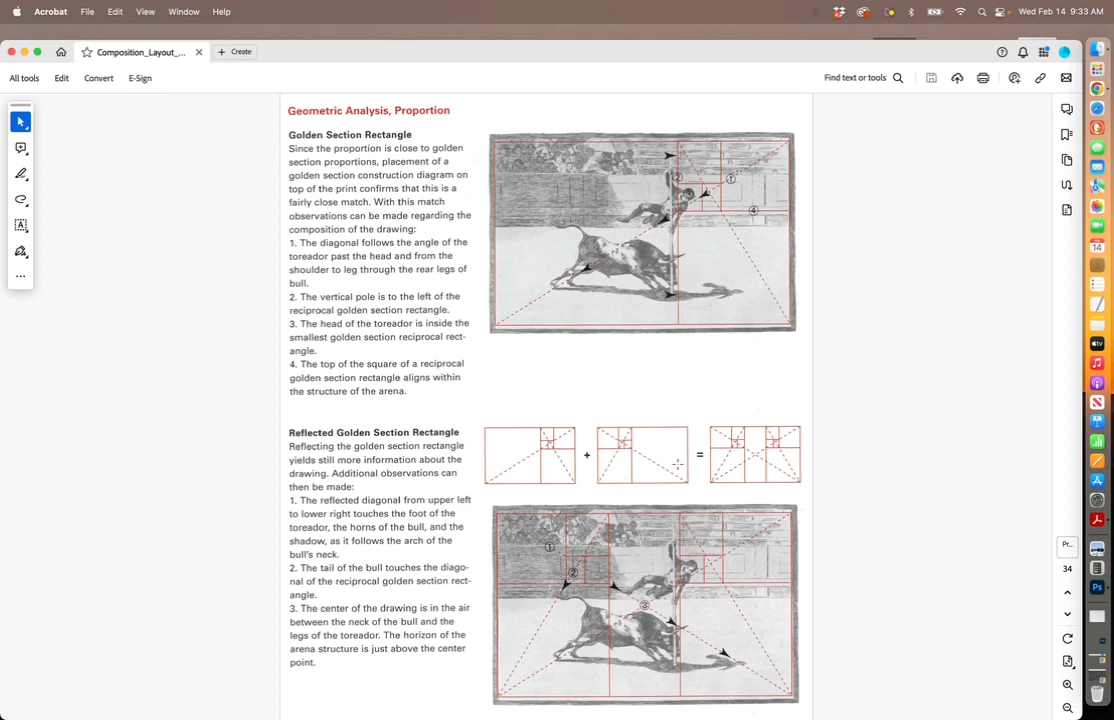 Acrobat File Edit View Window Help Wed Feb 14 9:33 AM
Composition_Layout_... + Create
All tools Edit Convert E-Sign Find text or tools
Geometric Analysis, Proportion
Golden Section Rectangle
Since the proportion is close to golden
section proportions, placement of a
golden section construction diagram on
top of the print confirms that this is a
fairly close match. With this match
observations can be made regarding the
composition of the drawing:
1. The diagonal follows the angle of the
toreador past the head and from the
shoulder to leg through the rear legs of
bull.
2. The vertical pole is to the left of the
reciprocal golden section rectangle.
3. The head of the toreador is inside the
smallest golden section reciprocal rect-
angle.
4. The top of the square of a reciprocal
golden section rectangle aligns within
the structure of the arena.
1
2
3
4
Reflected Golden Section Rectangle
Reflecting the golden section rectangle
yields still more information about the
drawing. Additional observations can
then be made:
1. The reflected diagonal from upper left
to lower right touches the foot of the
toreador, the horns of the bull, and the
shadow, as it follows the arch of the
bull's neck.
2. The tail of the bull touches the diago-
nal of the reciprocal golden section rect-
angle.
3. The center of the drawing is in the air
between the neck of the bull and the
legs of the toreador. The horizon of the
arena structure is just above the center
point.
+ =
1
2
3
Pr...
34